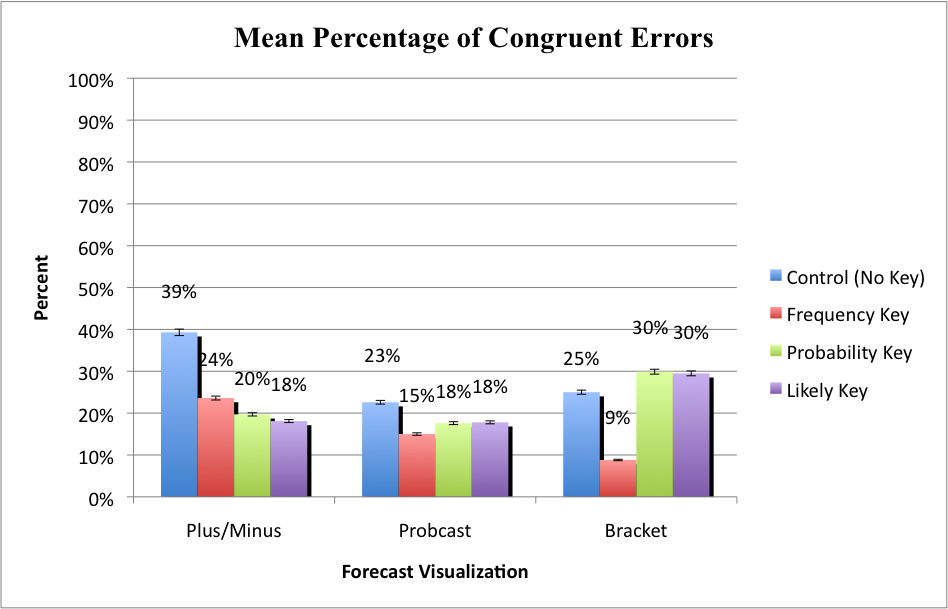 Mean Percentage of Congruent Errors
100%
90%
80%
70%
60%
50%
40%
30%
20%
10%
0%
Percent
39%
24%
20%
18%
23%
15%
18%
18%
25%
9%
30%
30%
Plus/Minus
Probcast
Bracket
Forecast Visualization
Control (No Key)
Frequency Key
Probability Key
Likely Key